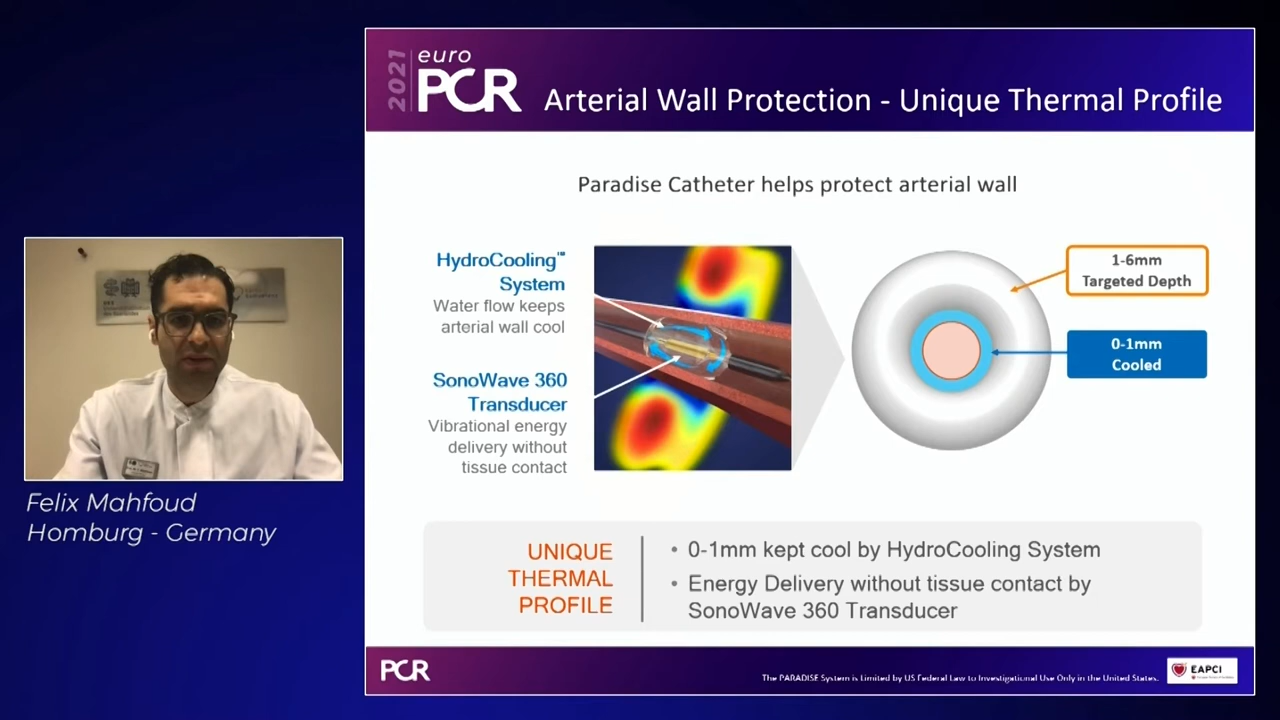 2021
euro
PCR
Arterial Wall Protection - Unique Thermal Profile
Paradise Catheter helps protect arterial wall
HydroCooling™
System
Water flow keeps
arterial wall cool
SonoWave 360
Transducer
Vibrational energy
delivery without
tissue contact
1-6mm
Targeted Depth
0-1mm
Cooled
UNIQUE
THERMAL
PROFILE
• 0-1mm kept cool by HydroCooling System
• Energy Delivery without tissue contact by
SonoWave 360 Transducer
Felix Mahfoud
Homburg - Germany
PCR
The PARADISE System is Limited by US Federal Law to Investigational Use Only in the United States.
EAPCI